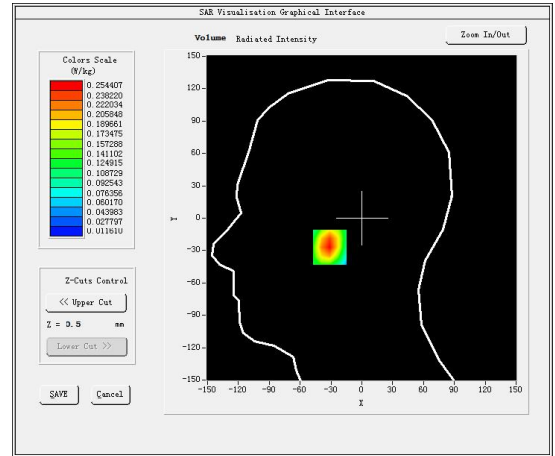 SAR Visualisation Graphical Interface
Volume Radiated Intensity
Zoom In/Out
Colors Scale
(W/kg)
0.254407
0.238220
0.222034
0.205848
0.189661
0.173475
0.157288
0.141102
0.124915
0.108729
0.092543
0.076356
0.060170
0.043983
0.027797
0.011610
Z-Cuts Control
<< Upper Cut
Z = 0.5 mm
Lower Cut >>
SAVE Cancel
150
120
90
60
30
0
-30
-60
-90
-120
-150
Y
-150 -120 -90 -60 -30 0 30 60 90 120 150
X